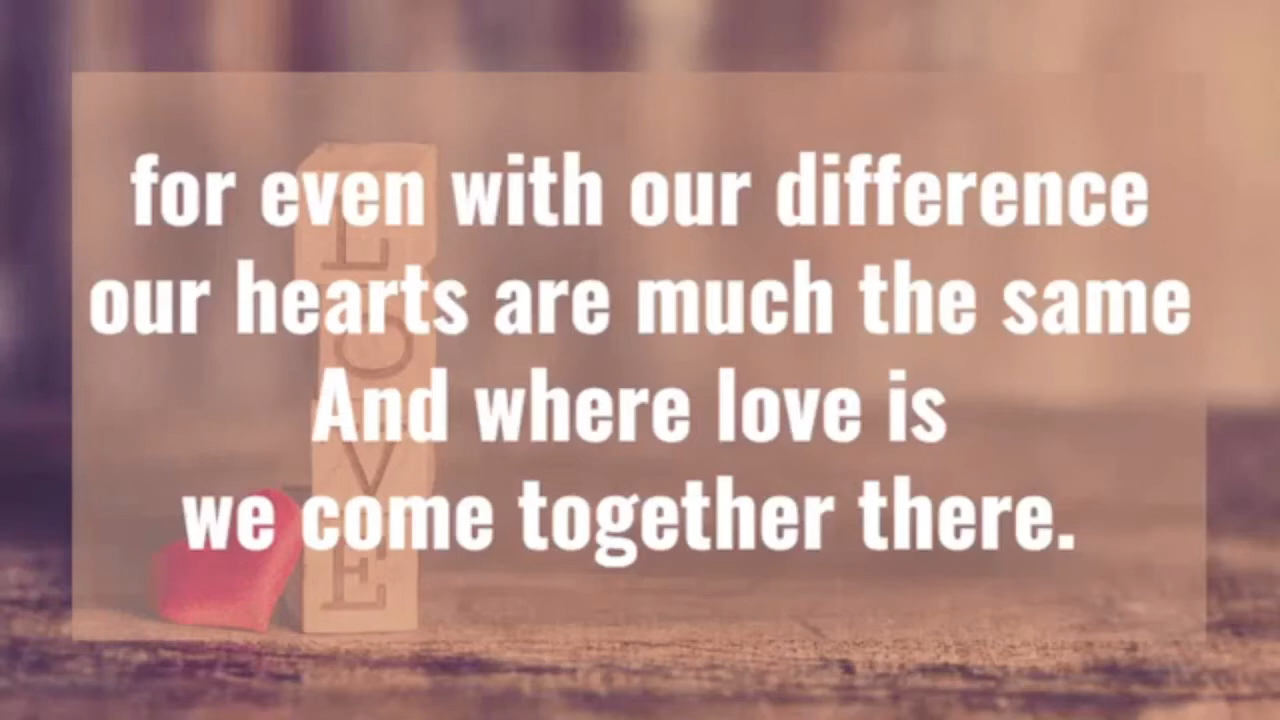 for even with our difference
our hearts are much the same
And where love is
we come together there.
L
O
V
E